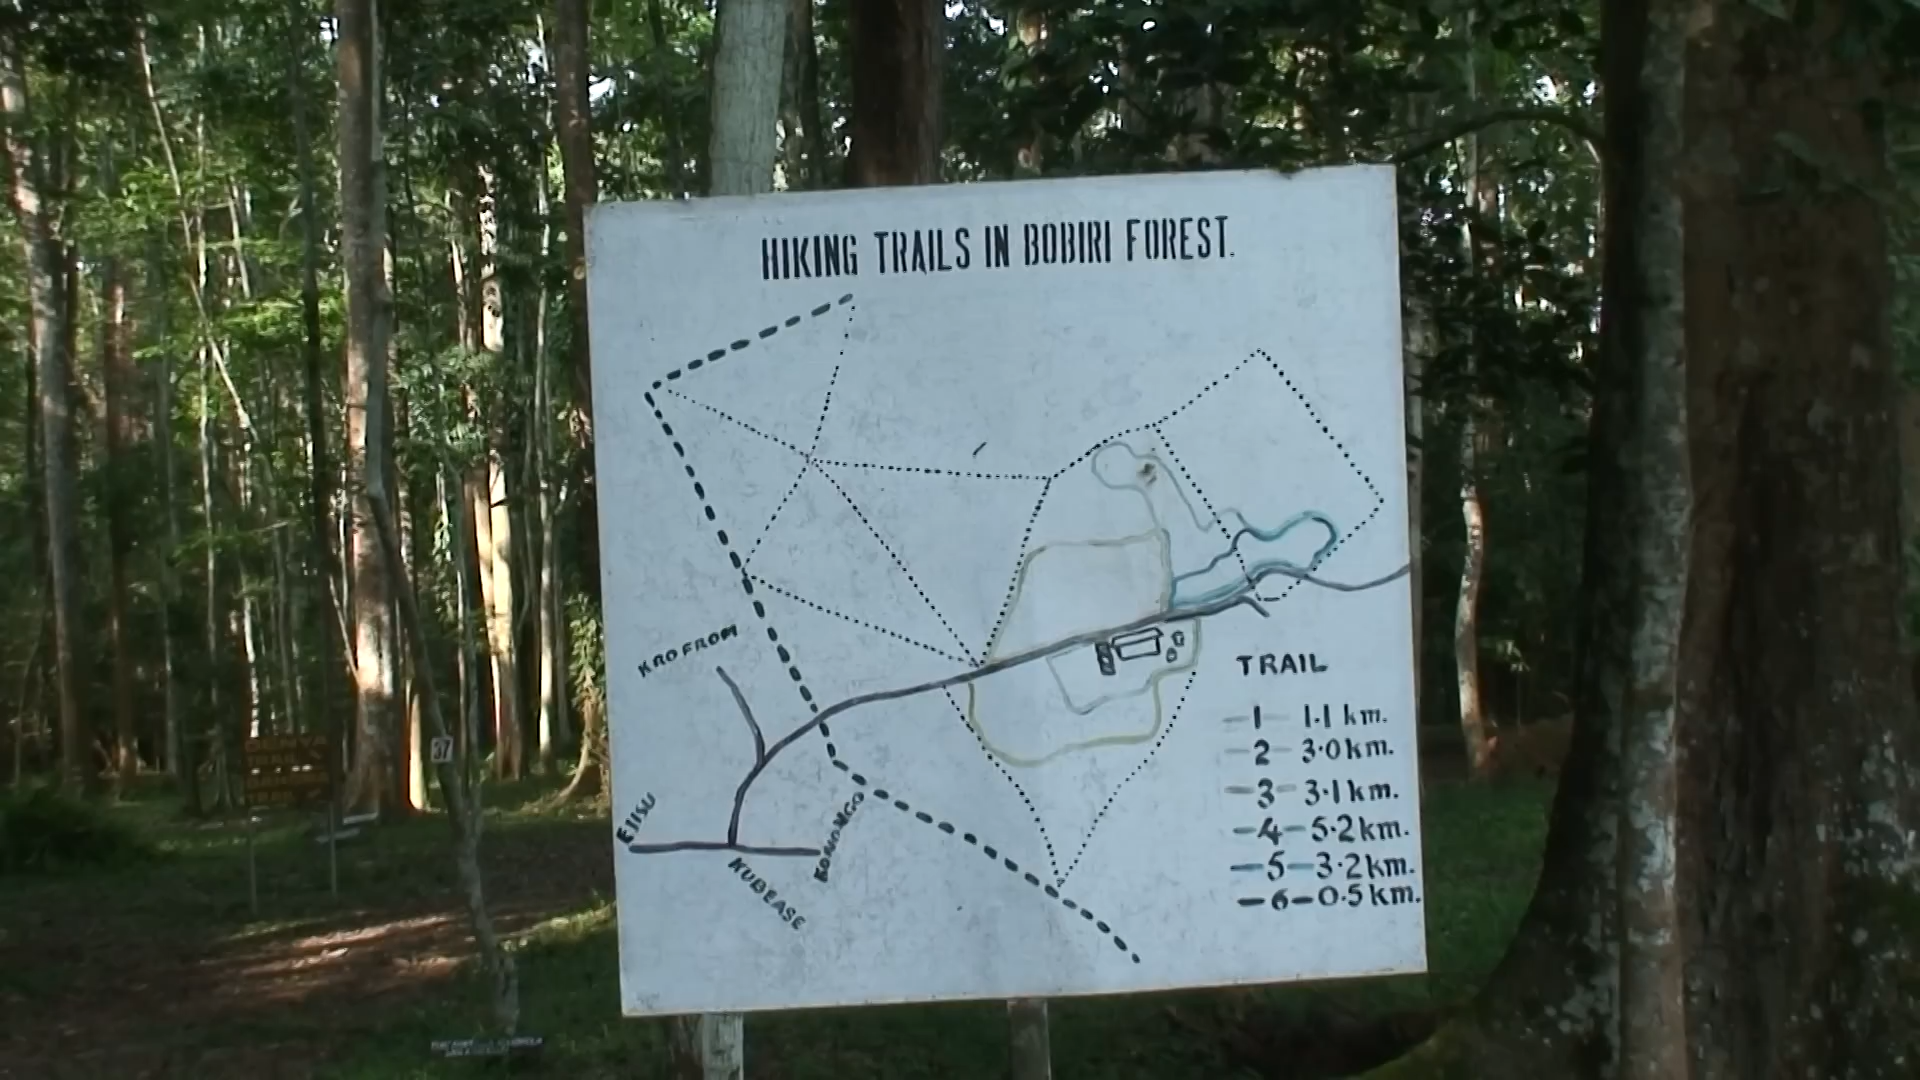 HIKING TRAILS IN BOBIRI FOREST.
KROFROM
EJISU
KUBEASE
KONONGO
TRAIL
1 - 1.1 km.
2 - 3.0 km.
3 - 3.1 km.
4 - 5.2 km.
5 - 3.2 km.
6 - 0.5 km.
37